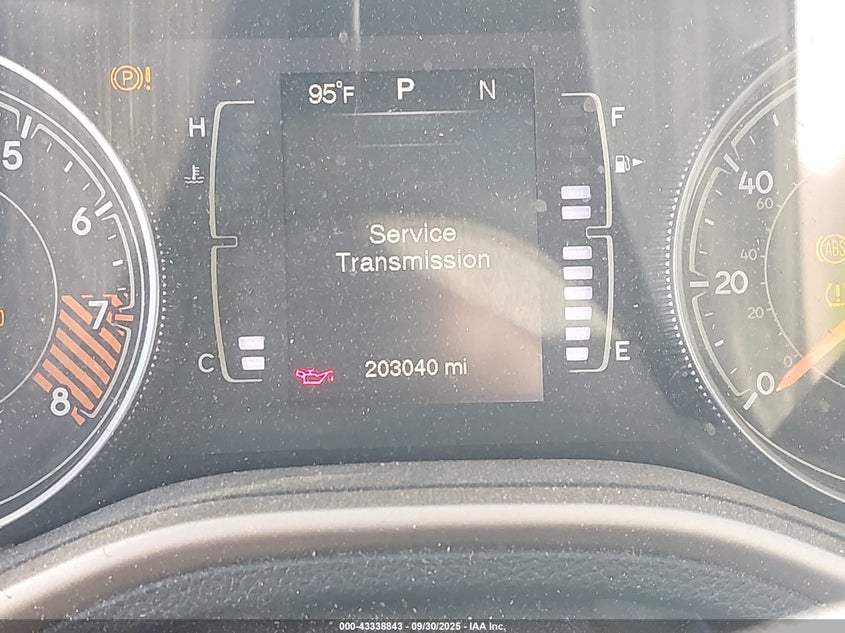 95°F P N
(P)!
H F
5
6
7
8
Service
Transmission
C E
203040 mi
40
60
20
40
20
0
0
ABS
(!)
000-43338843 - 09/30/2025 - IAA Inc.